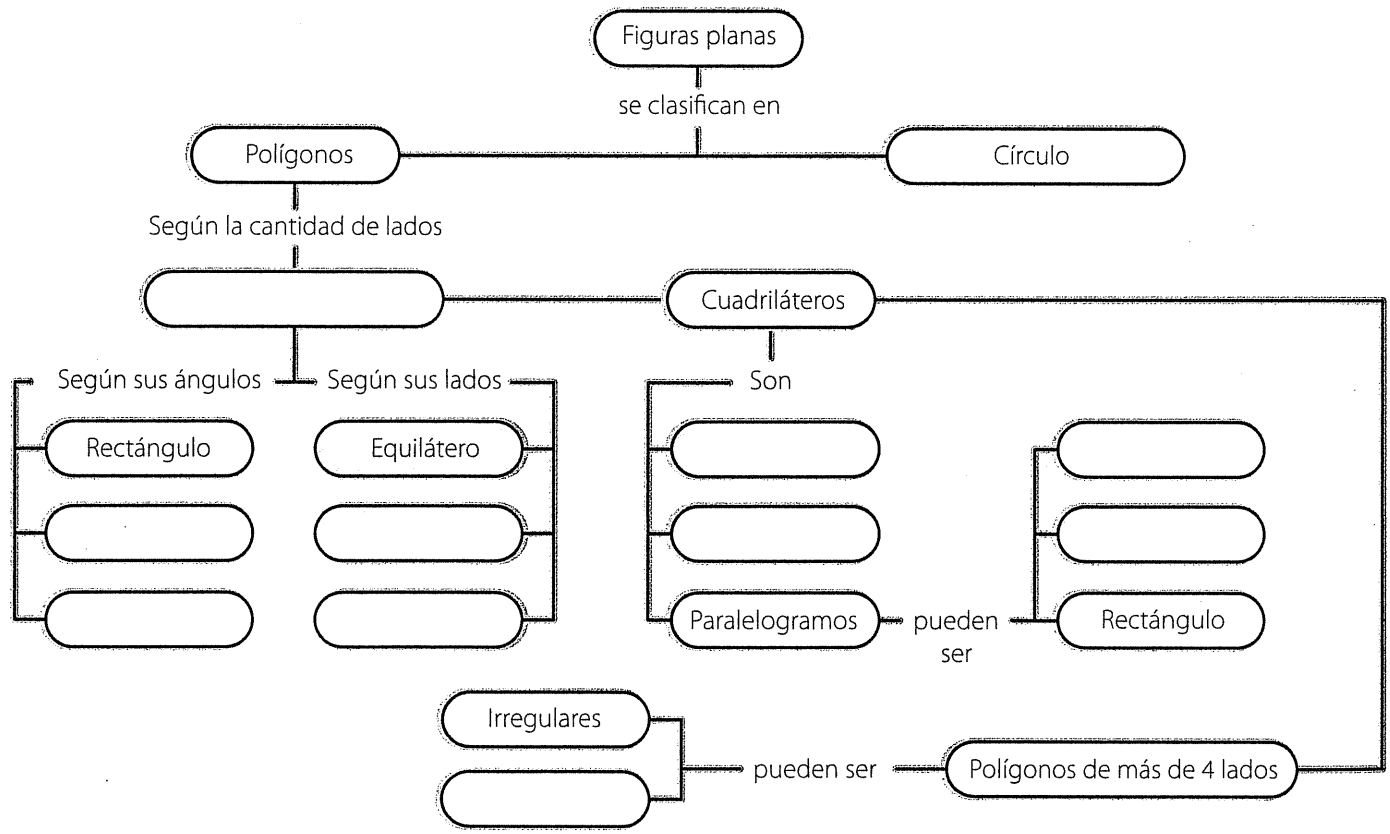 Figuras planas
se clasifican en
Polígonos
Círculo
Según la cantidad de lados
Cuadriláteros
Según sus ángulos
Según sus lados
Son
Rectángulo
Equilátero
Paralelogramos
pueden
ser
Rectángulo
Irregulares
pueden ser
Polígonos de más de 4 lados